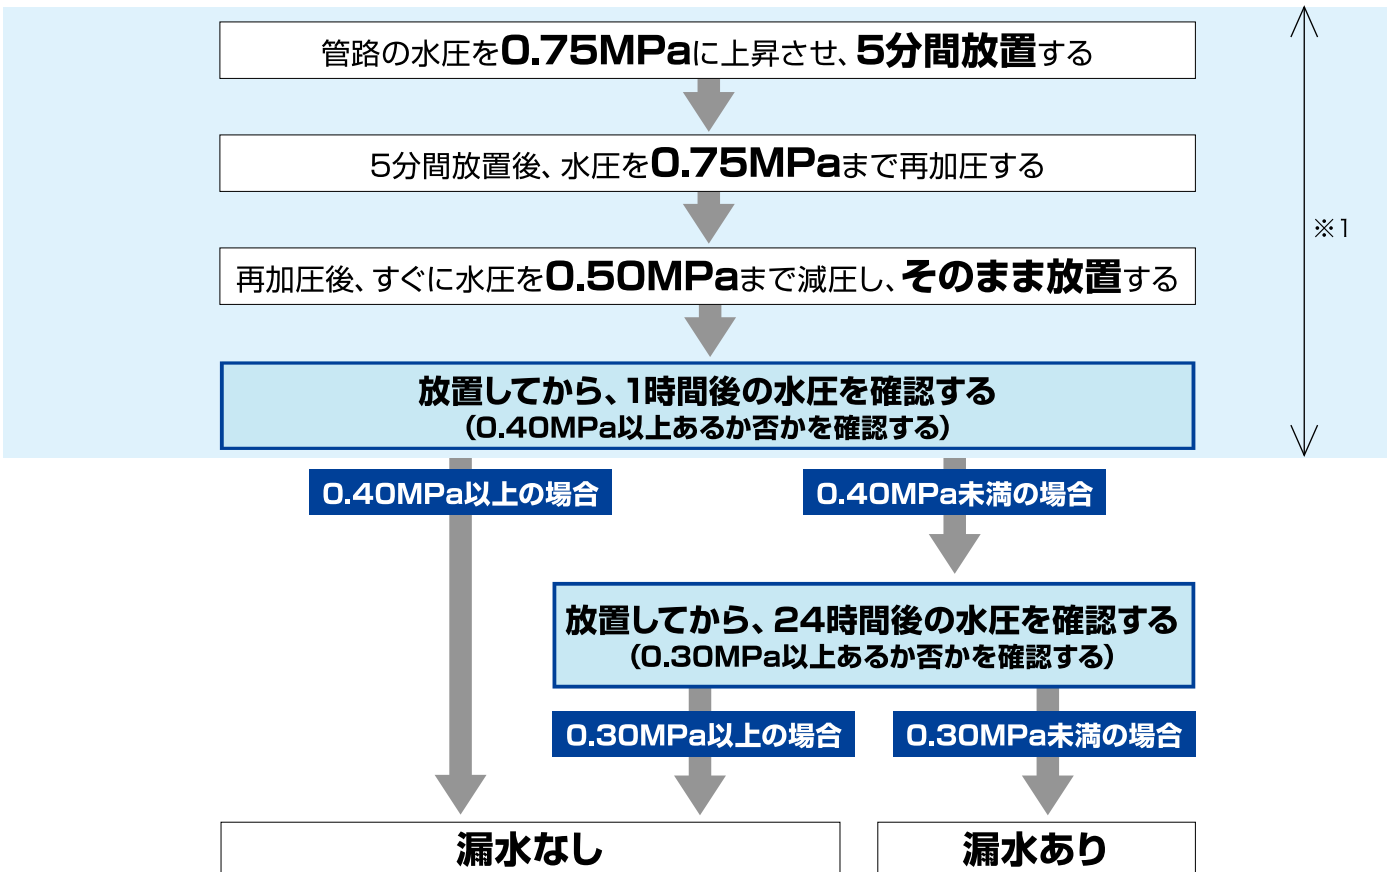 管路の水圧を0.75MPaに上昇させ、5分間放置する
5分間放置後、水圧を0.75MPaまで再加圧する
※1
再加圧後、すぐに水圧を0.50MPaまで減圧し、そのまま放置する
放置してから、1時間後の水圧を確認する
（0.40MPa以上あるか否かを確認する）
0.40MPa以上の場合
0.40MPa未満の場合
放置してから、24時間後の水圧を確認する
（0.30MPa以上あるか否かを確認する）
0.30MPa以上の場合
0.30MPa未満の場合
漏水なし
漏水あり